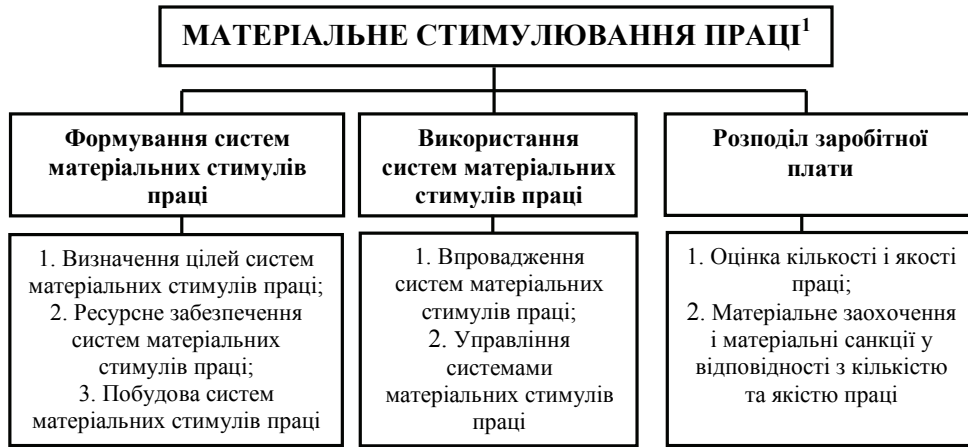 МАТЕРІАЛЬНЕ СТИМУЛЮВАННЯ ПРАЦІ¹
Формування систем
матеріальних стимулів
праці
1. Визначення цілей систем
матеріальних стимулів
праці;
2. Ресурсне забезпечення
систем матеріальних
стимулів праці;
3. Побудова систем
матеріальних стимулів праці
Використання
систем матеріальних
стимулів праці
1. Впровадження
систем матеріальних
стимулів праці;
2. Управління
системами
матеріальних стимулів
праці
Розподіл заробітної
плати
1. Оцінка кількості і якості
праці;
2. Матеріальне заохочення
і матеріальні санкції у
відповідності з кількістю
та якістю праці